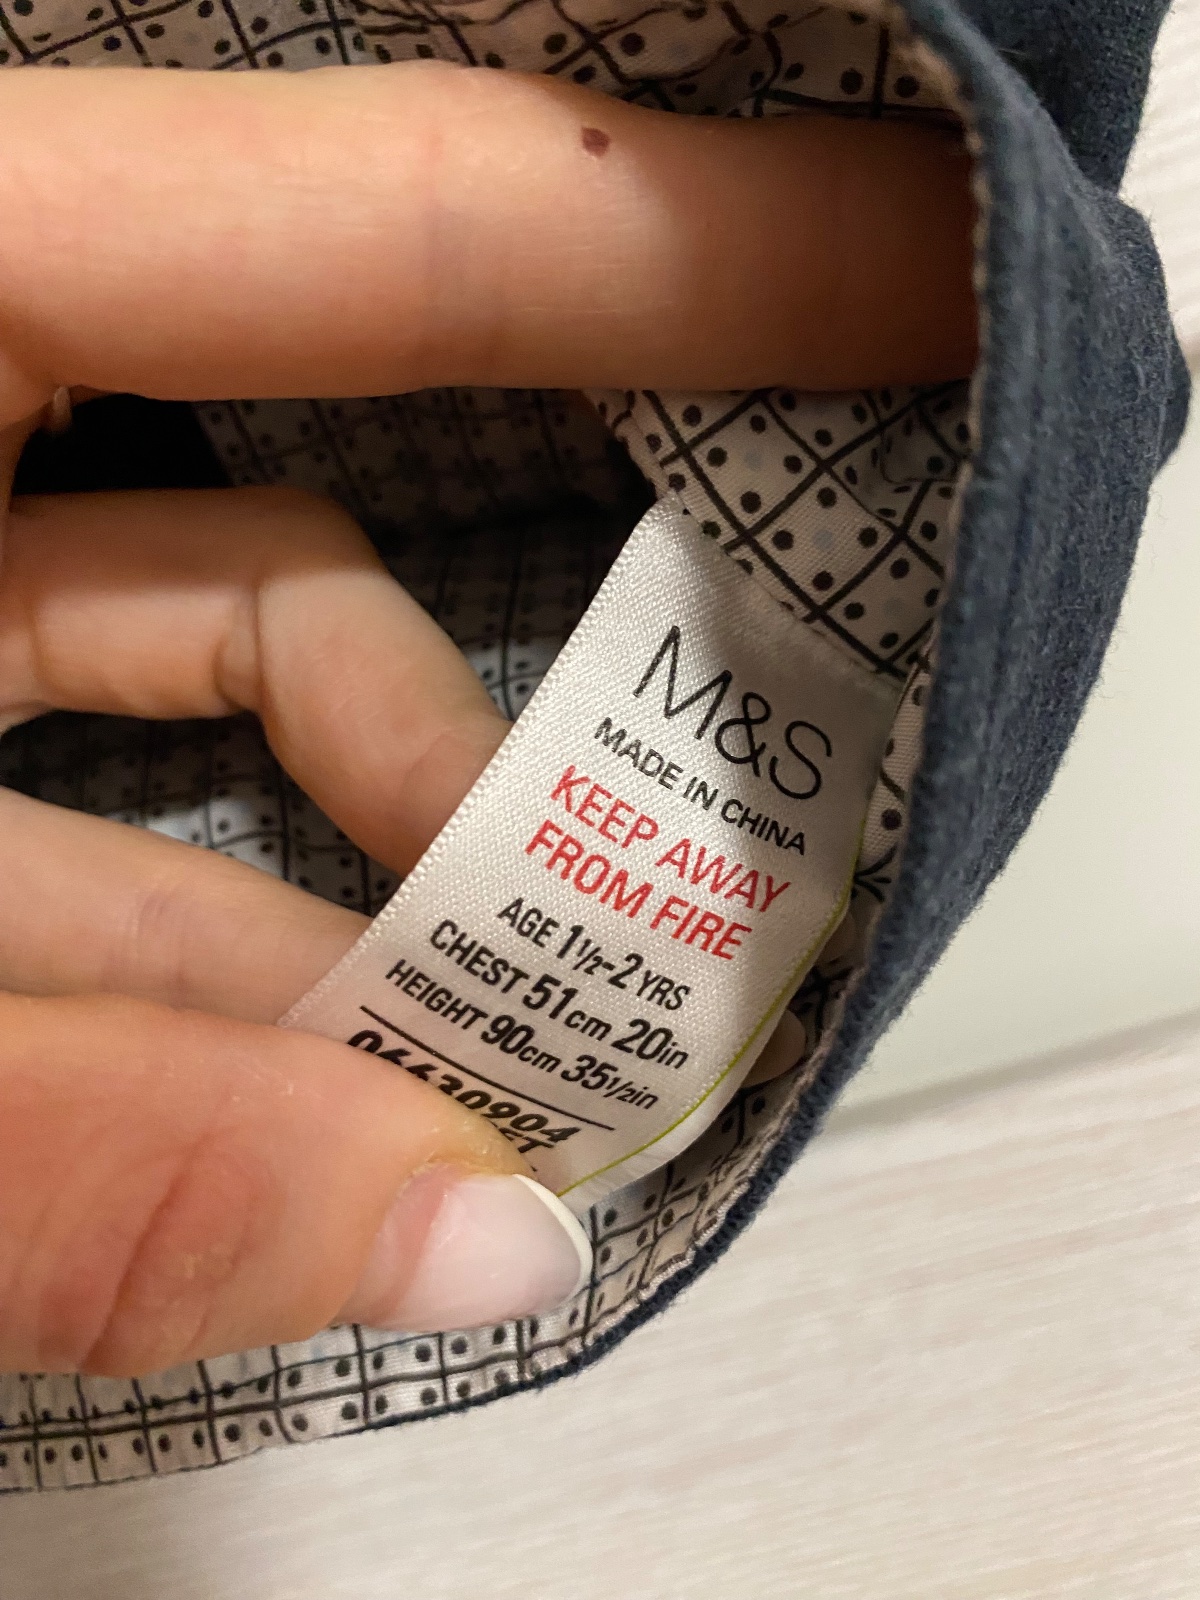 M&S
MADE IN CHINA
KEEP AWAY
FROM FIRE
AGE 1½-2 YRS
CHEST 51cm 20in
HEIGHT 90cm 35½in
06630904